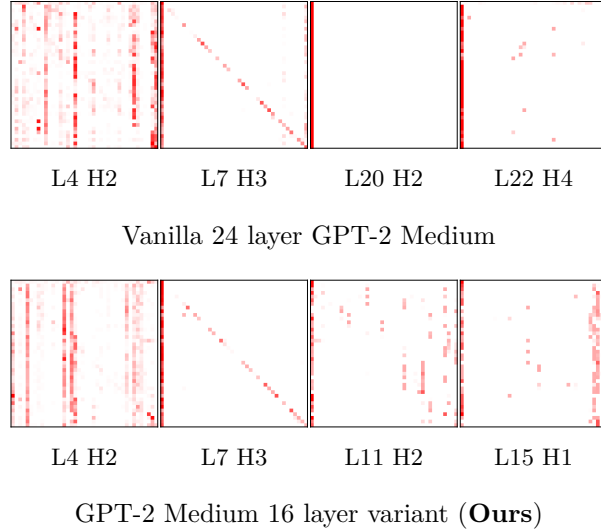 L4 H2 L7 H3 L20 H2 L22 H4
Vanilla 24 layer GPT-2 Medium
L4 H2 L7 H3 L11 H2 L15 H1
GPT-2 Medium 16 layer variant (Ours)